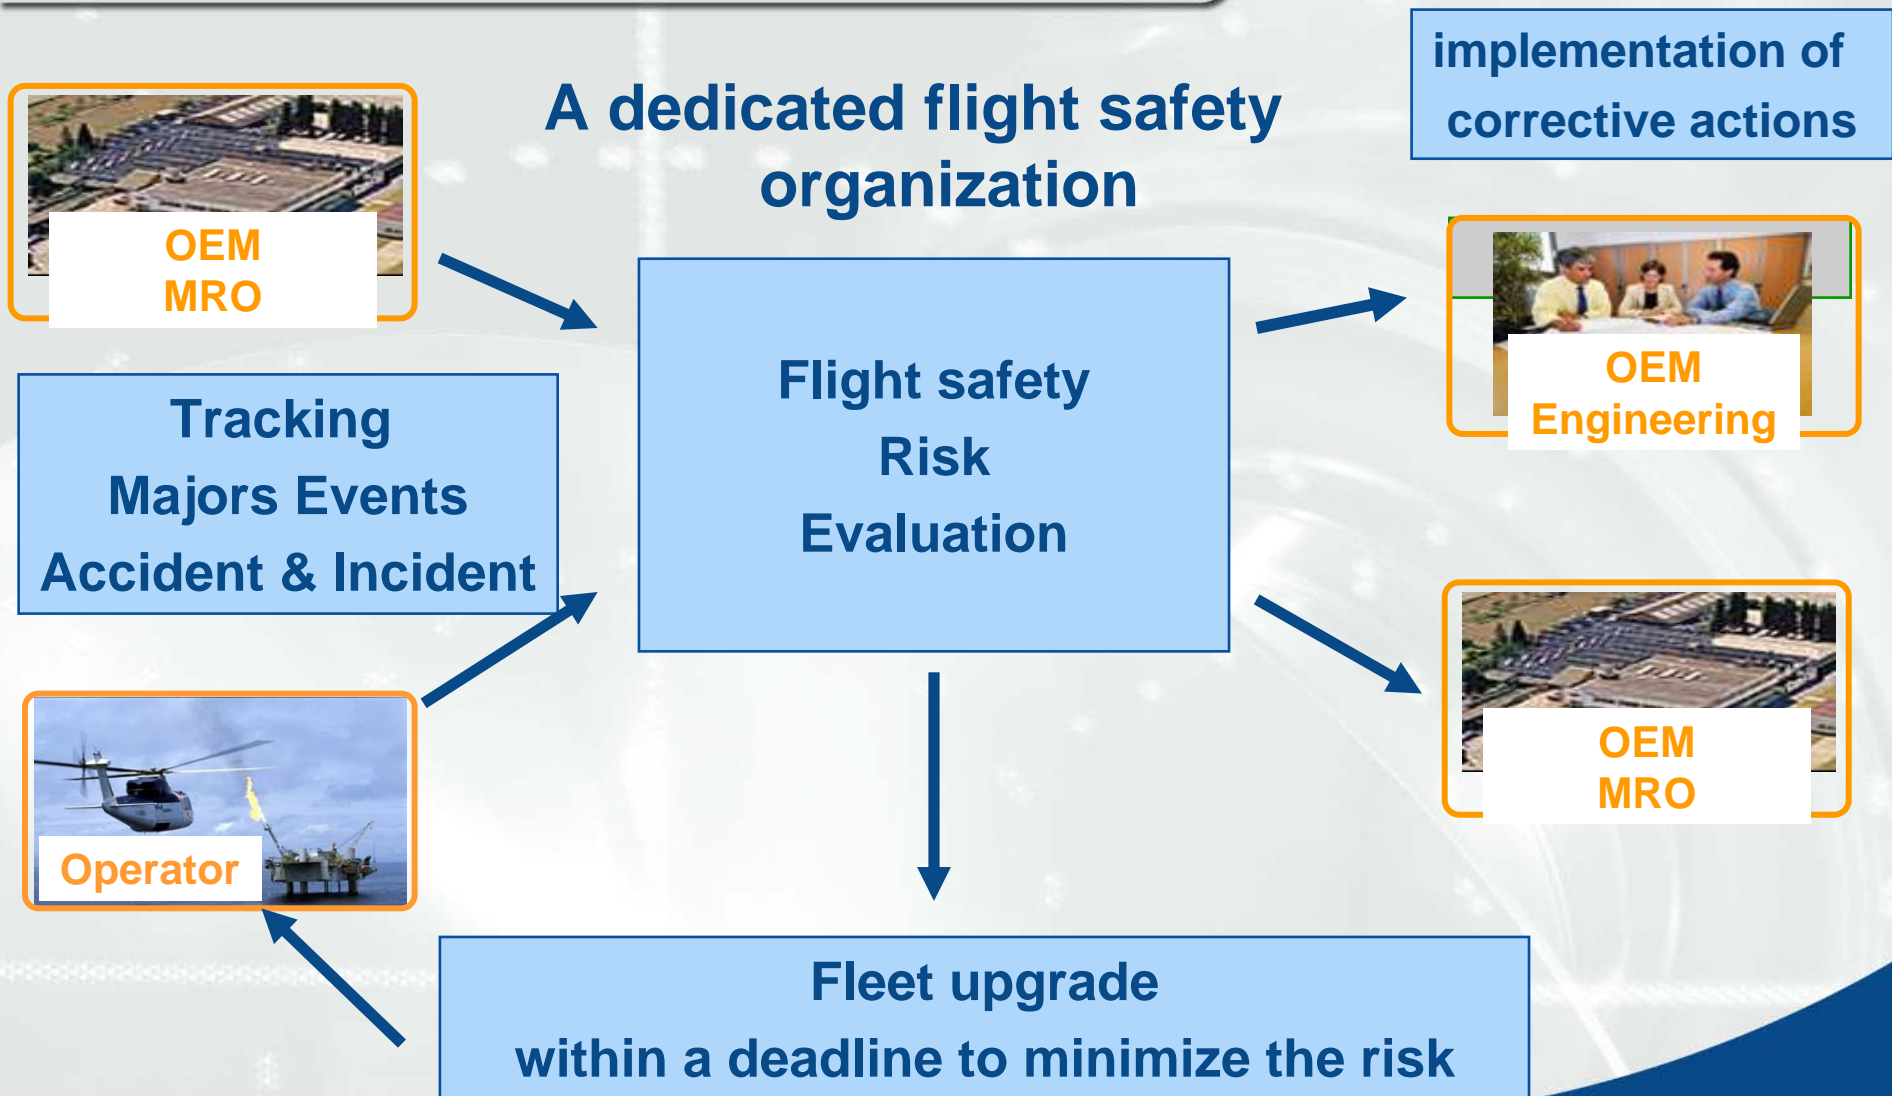 A dedicated flight safety
organization
implementation of
corrective actions
OEM
MRO
Tracking
Majors Events
Accident & Incident
Operator
Flight safety
Risk
Evaluation
OEM
Engineering
OEM
MRO
Fleet upgrade
within a deadline to minimize the risk